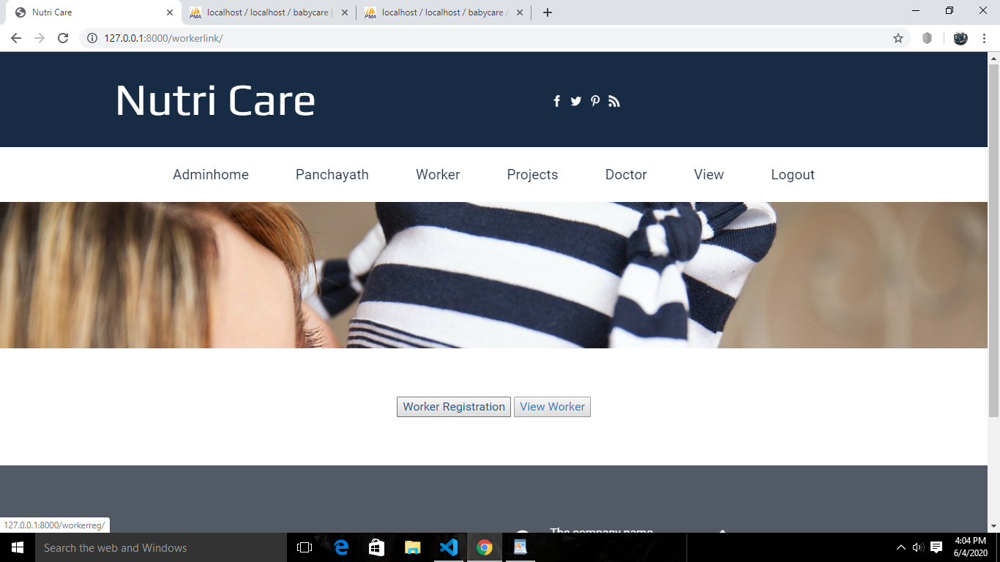 Nutri Care
localhost / localhost / babycare |
localhost / localhost / babycare /
127.0.0.1:8000/workerlink/
Nutri Care
Adminhome Panchayath Worker Projects Doctor View Logout
Worker Registration View Worker
The company name
127.0.0.1:8000/workerreg/
Search the web and Windows
4:04 PM
6/4/2020